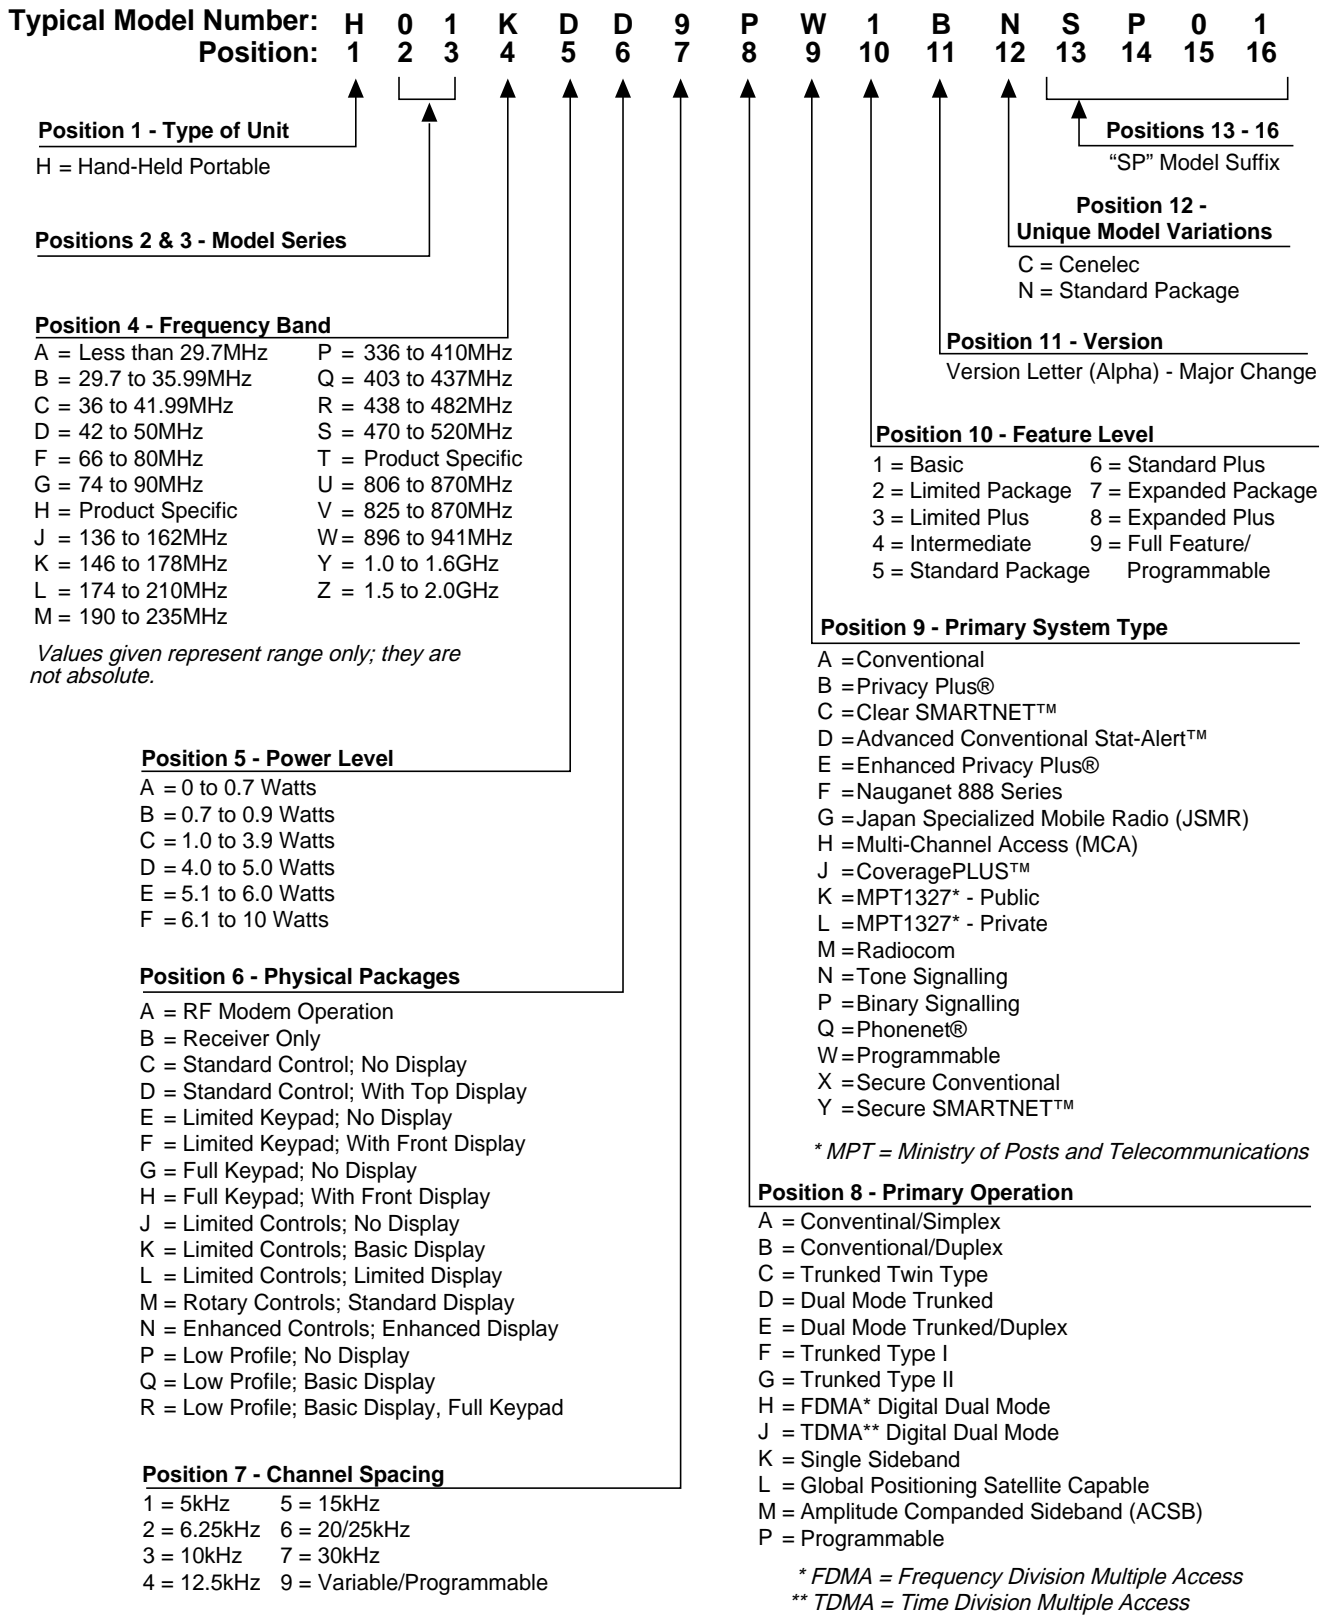 Typical Model Number: H 0 1 K D D 9 P W 1 B N S P 0 1
Position: 1 2 3 4 5 6 7 8 9 10 11 12 13 14 15 16
Position 1 - Type of Unit
H = Hand-Held Portable
Positions 2 & 3 - Model Series
Position 4 - Frequency Band
A = Less than 29.7MHz
B = 29.7 to 35.99MHz
C = 36 to 41.99MHz
D = 42 to 50MHz
F = 66 to 80MHz
G = 74 to 90MHz
H = Product Specific
J = 136 to 162MHz
K = 146 to 178MHz
L = 174 to 210MHz
M = 190 to 235MHz
P = 336 to 410MHz
Q = 403 to 437MHz
R = 438 to 482MHz
S = 470 to 520MHz
T = Product Specific
U = 806 to 870MHz
V = 825 to 870MHz
W = 896 to 941MHz
Y = 1.0 to 1.6GHz
Z = 1.5 to 2.0GHz
Values given represent range only; they are
not absolute.
Position 5 - Power Level
A = 0 to 0.7 Watts
B = 0.7 to 0.9 Watts
C = 1.0 to 3.9 Watts
D = 4.0 to 5.0 Watts
E = 5.1 to 6.0 Watts
F = 6.1 to 10 Watts
Position 6 - Physical Packages
A = RF Modem Operation
B = Receiver Only
C = Standard Control; No Display
D = Standard Control; With Top Display
E = Limited Keypad; No Display
F = Limited Keypad; With Front Display
G = Full Keypad; No Display
H = Full Keypad; With Front Display
J = Limited Controls; No Display
K = Limited Controls; Basic Display
L = Limited Controls; Limited Display
M = Rotary Controls; Standard Display
N = Enhanced Controls; Enhanced Display
P = Low Profile; No Display
Q = Low Profile; Basic Display
R = Low Profile; Basic Display, Full Keypad
Position 7 - Channel Spacing
1 = 5kHz
2 = 6.25kHz
3 = 10kHz
4 = 12.5kHz
5 = 15kHz
6 = 20/25kHz
7 = 30kHz
9 = Variable/Programmable
Positions 13 - 16
“SP” Model Suffix
Position 12 -
Unique Model Variations
C = Cenelec
N = Standard Package
Position 11 - Version
Version Letter (Alpha) - Major Change
Position 10 - Feature Level
1 = Basic
2 = Limited Package
3 = Limited Plus
4 = Intermediate
5 = Standard Package
6 = Standard Plus
7 = Expanded Package
8 = Expanded Plus
9 = Full Feature/
Programmable
Position 9 - Primary System Type
A = Conventional
B = Privacy Plus®
C = Clear SMARTNET™
D = Advanced Conventional Stat-Alert™
E = Enhanced Privacy Plus®
F = Nauganet 888 Series
G = Japan Specialized Mobile Radio (JSMR)
H = Multi-Channel Access (MCA)
J = CoveragePLUS™
K = MPT1327* - Public
L = MPT1327* - Private
M = Radiocom
N = Tone Signalling
P = Binary Signalling
Q = Phonenet®
W = Programmable
X = Secure Conventional
Y = Secure SMARTNET™
* MPT = Ministry of Posts and Telecommunications
Position 8 - Primary Operation
A = Conventinal/Simplex
B = Conventional/Duplex
C = Trunked Twin Type
D = Dual Mode Trunked
E = Dual Mode Trunked/Duplex
F = Trunked Type I
G = Trunked Type II
H = FDMA* Digital Dual Mode
J = TDMA** Digital Dual Mode
K = Single Sideband
L = Global Positioning Satellite Capable
M = Amplitude Companded Sideband (ACSB)
P = Programmable
* FDMA = Frequency Division Multiple Access
** TDMA = Time Division Multiple Access